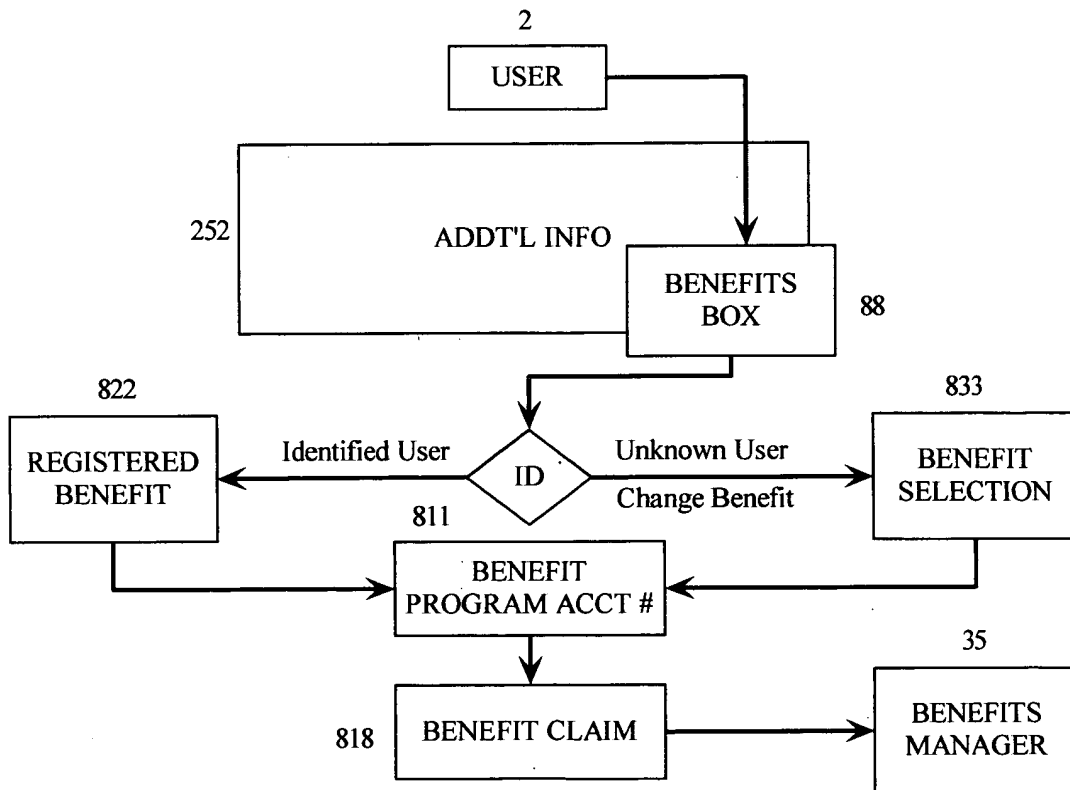 2
USER
252
ADDT'L INFO
BENEFITS
BOX
88
822
833
REGISTERED
BENEFIT
Identified User
ID
Unknown User
Change Benefit
BENEFIT
SELECTION
811
BENEFIT
PROGRAM ACCT #
35
818
BENEFIT CLAIM
BENEFITS
MANAGER